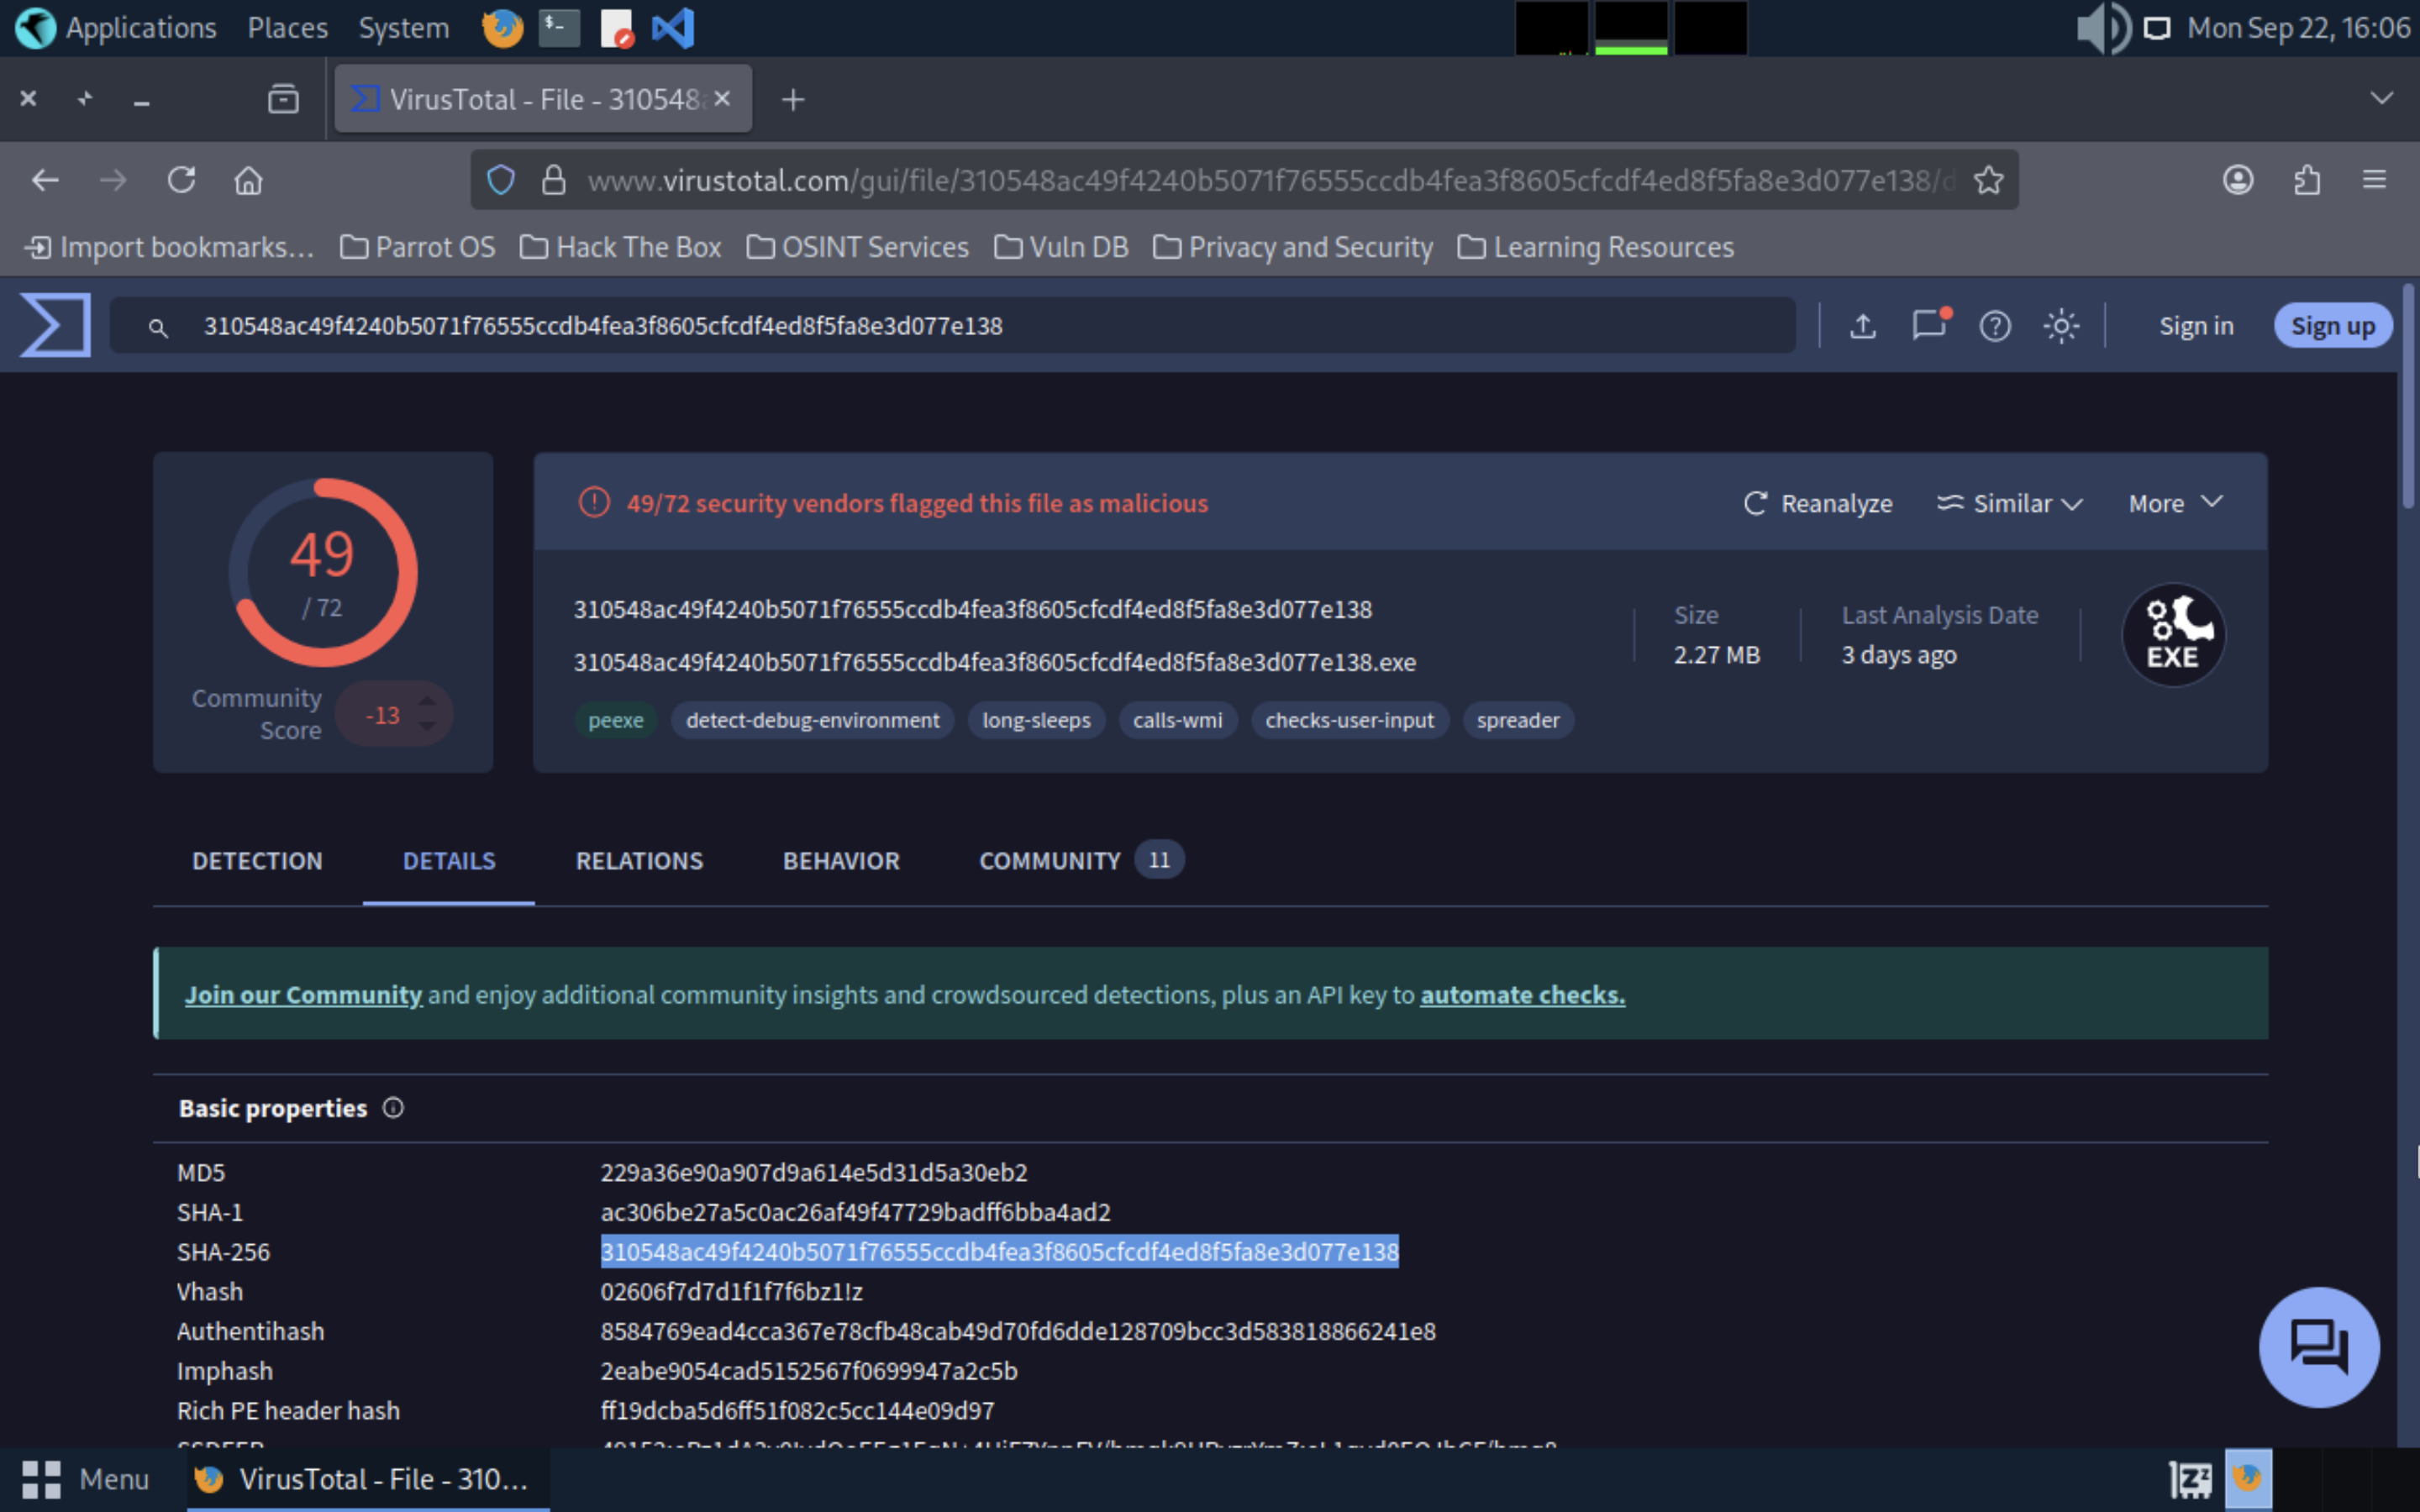 Applications Places System Mon Sep 22, 16:06
VirusTotal - File - 310548
www.virustotal.com/gui/file/310548ac49f4240b5071f76555ccdb4fea3f8605cfcdf4ed8f5fa8e3d077e138/d
Import bookmarks... Parrot OS Hack The Box OSINT Services Vuln DB Privacy and Security Learning Resources
310548ac49f4240b5071f76555ccdb4fea3f8605cfcdf4ed8f5fa8e3d077e138 Sign in Sign up
49
/ 72
Community
Score
-13
49/72 security vendors flagged this file as malicious Reanalyze Similar More
310548ac49f4240b5071f76555ccdb4fea3f8605cfcdf4ed8f5fa8e3d077e138
310548ac49f4240b5071f76555ccdb4fea3f8605cfcdf4ed8f5fa8e3d077e138.exe
Size
2.27 MB
Last Analysis Date
3 days ago
EXE
peexe detect-debug-environment long-sleeps calls-wmi checks-user-input spreader
DETECTION DETAILS RELATIONS BEHAVIOR COMMUNITY 11
Join our Community and enjoy additional community insights and crowdsourced detections, plus an API key to automate checks.
Basic properties
MD5 229a36e90a907d9a614e5d31d5a30eb2
SHA-1 ac306be27a5c0ac26af49f47729badff6bba4ad2
SHA-256 310548ac49f4240b5071f76555ccdb4fea3f8605cfcdf4ed8f5fa8e3d077e138
Vhash 02606f7d7d1f1f7f6bz1!z
Authentihash 8584769ead4cca367e78cfb48cab49d70fd6dde128709bcc3d583818866241e8
Imphash 2eabe9054cad5152567f0699947a2c5b
Rich PE header hash ff19dcba5d6ff51f082c5cc144e09d97
Menu VirusTotal - File - 310...